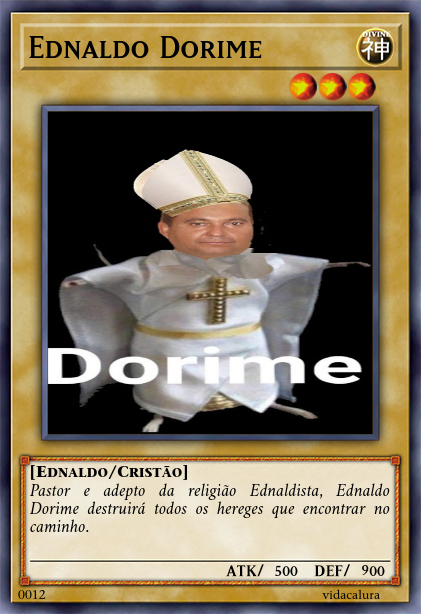 Ednaldo Dorime
DIVINE
神
Dorime
[Ednaldo/Cristão]
Pastor e adepto da religião Ednaldista, Ednaldo
Dorime destruirá todos os hereges que encontrar no
caminho.
ATK/ 500 DEF/ 900
0012 vidacalura